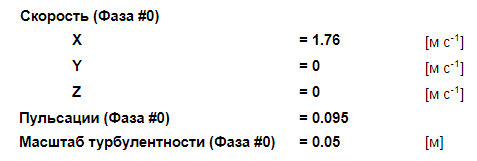 Скорость (Фаза #0)
X = 1.76 [м с⁻¹]
Y = 0 [м с⁻¹]
Z = 0 [м с⁻¹]
Пульсации (Фаза #0) = 0.095
Масштаб турбулентности (Фаза #0) = 0.05 [м]